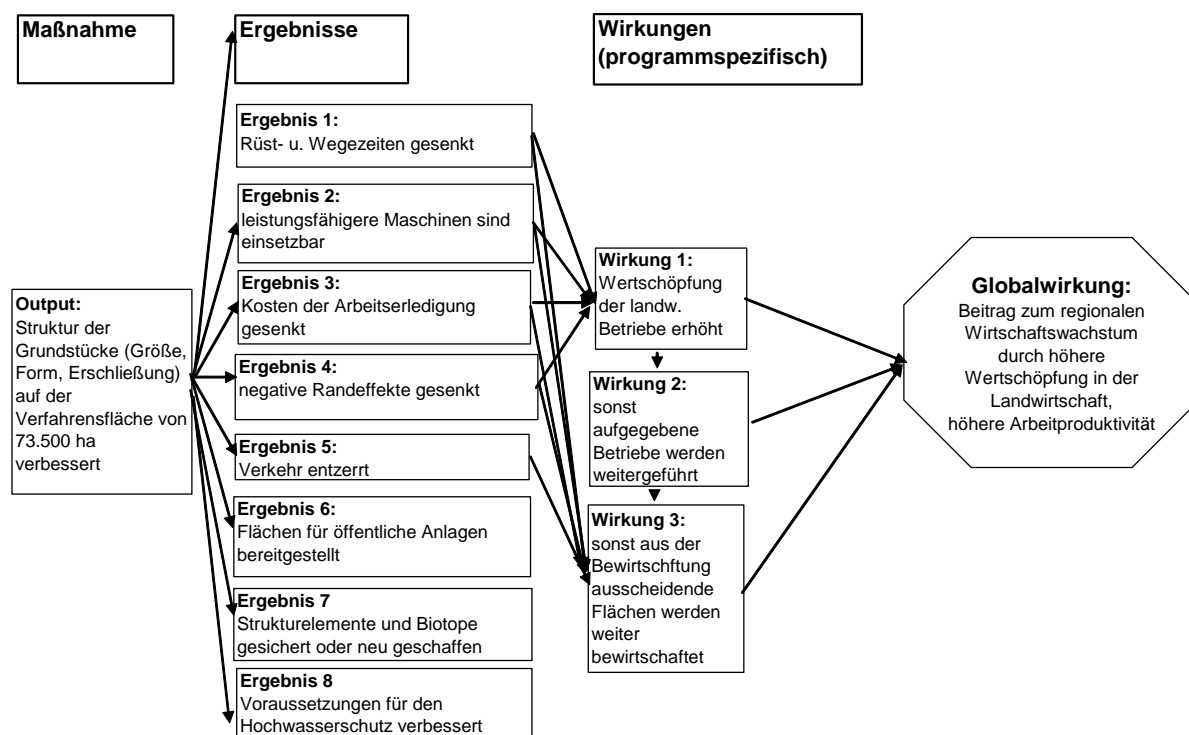 Maßnahme
Ergebnisse
Wirkungen
(programmspezifisch)
Output:
Struktur der
Grundstücke (Größe,
Form, Erschließung)
auf der
Verfahrensfläche von
73.500 ha
verbessert
Ergebnis 1:
Rüst- u. Wegezeiten gesenkt
Ergebnis 2:
leistungsfähigere Maschinen sind
einsetzbar
Ergebnis 3:
Kosten der Arbeitserledigung
gesenkt
Ergebnis 4:
negative Randeffekte gesenkt
Ergebnis 5:
Verkehr entzerrt
Ergebnis 6:
Flächen für öffentliche Anlagen
bereitgestellt
Ergebnis 7
Strukturelemente und Biotope
gesichert oder neu geschaffen
Ergebnis 8
Voraussetzungen für den
Hochwasserschutz verbessert
Wirkung 1:
Wertschöpfung
der landw.
Betriebe erhöht
Wirkung 2:
sonst
aufgegebene
Betriebe werden
weitergeführt
Wirkung 3:
sonst aus der
Bewirtschftung
ausscheidende
Flächen werden
weiter
bewirtschaftet
Globalwirkung:
Beitrag zum regionalen
Wirtschaftswachstum
durch höhere
Wertschöpfung in der
Landwirtschaft,
höhere Arbeitproduktivität